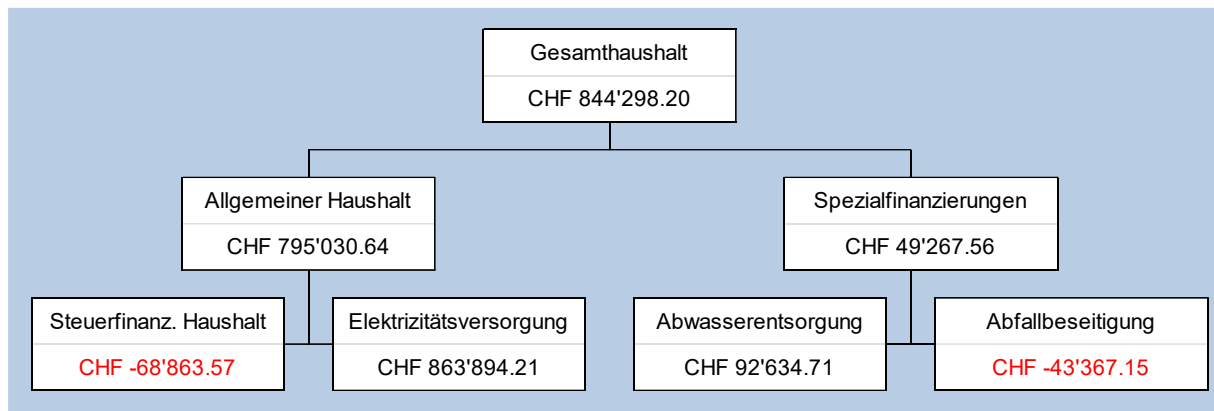 Gesamthaushalt
CHF 844'298.20
Allgemeiner Haushalt
CHF 795'030.64
Spezialfinanzierungen
CHF 49'267.56
Steuerfinanz. Haushalt
CHF -68'863.57
Elektrizitätsversorgung
CHF 863'894.21
Abwasserentsorgung
CHF 92'634.71
Abfallbeseitigung
CHF -43'367.15